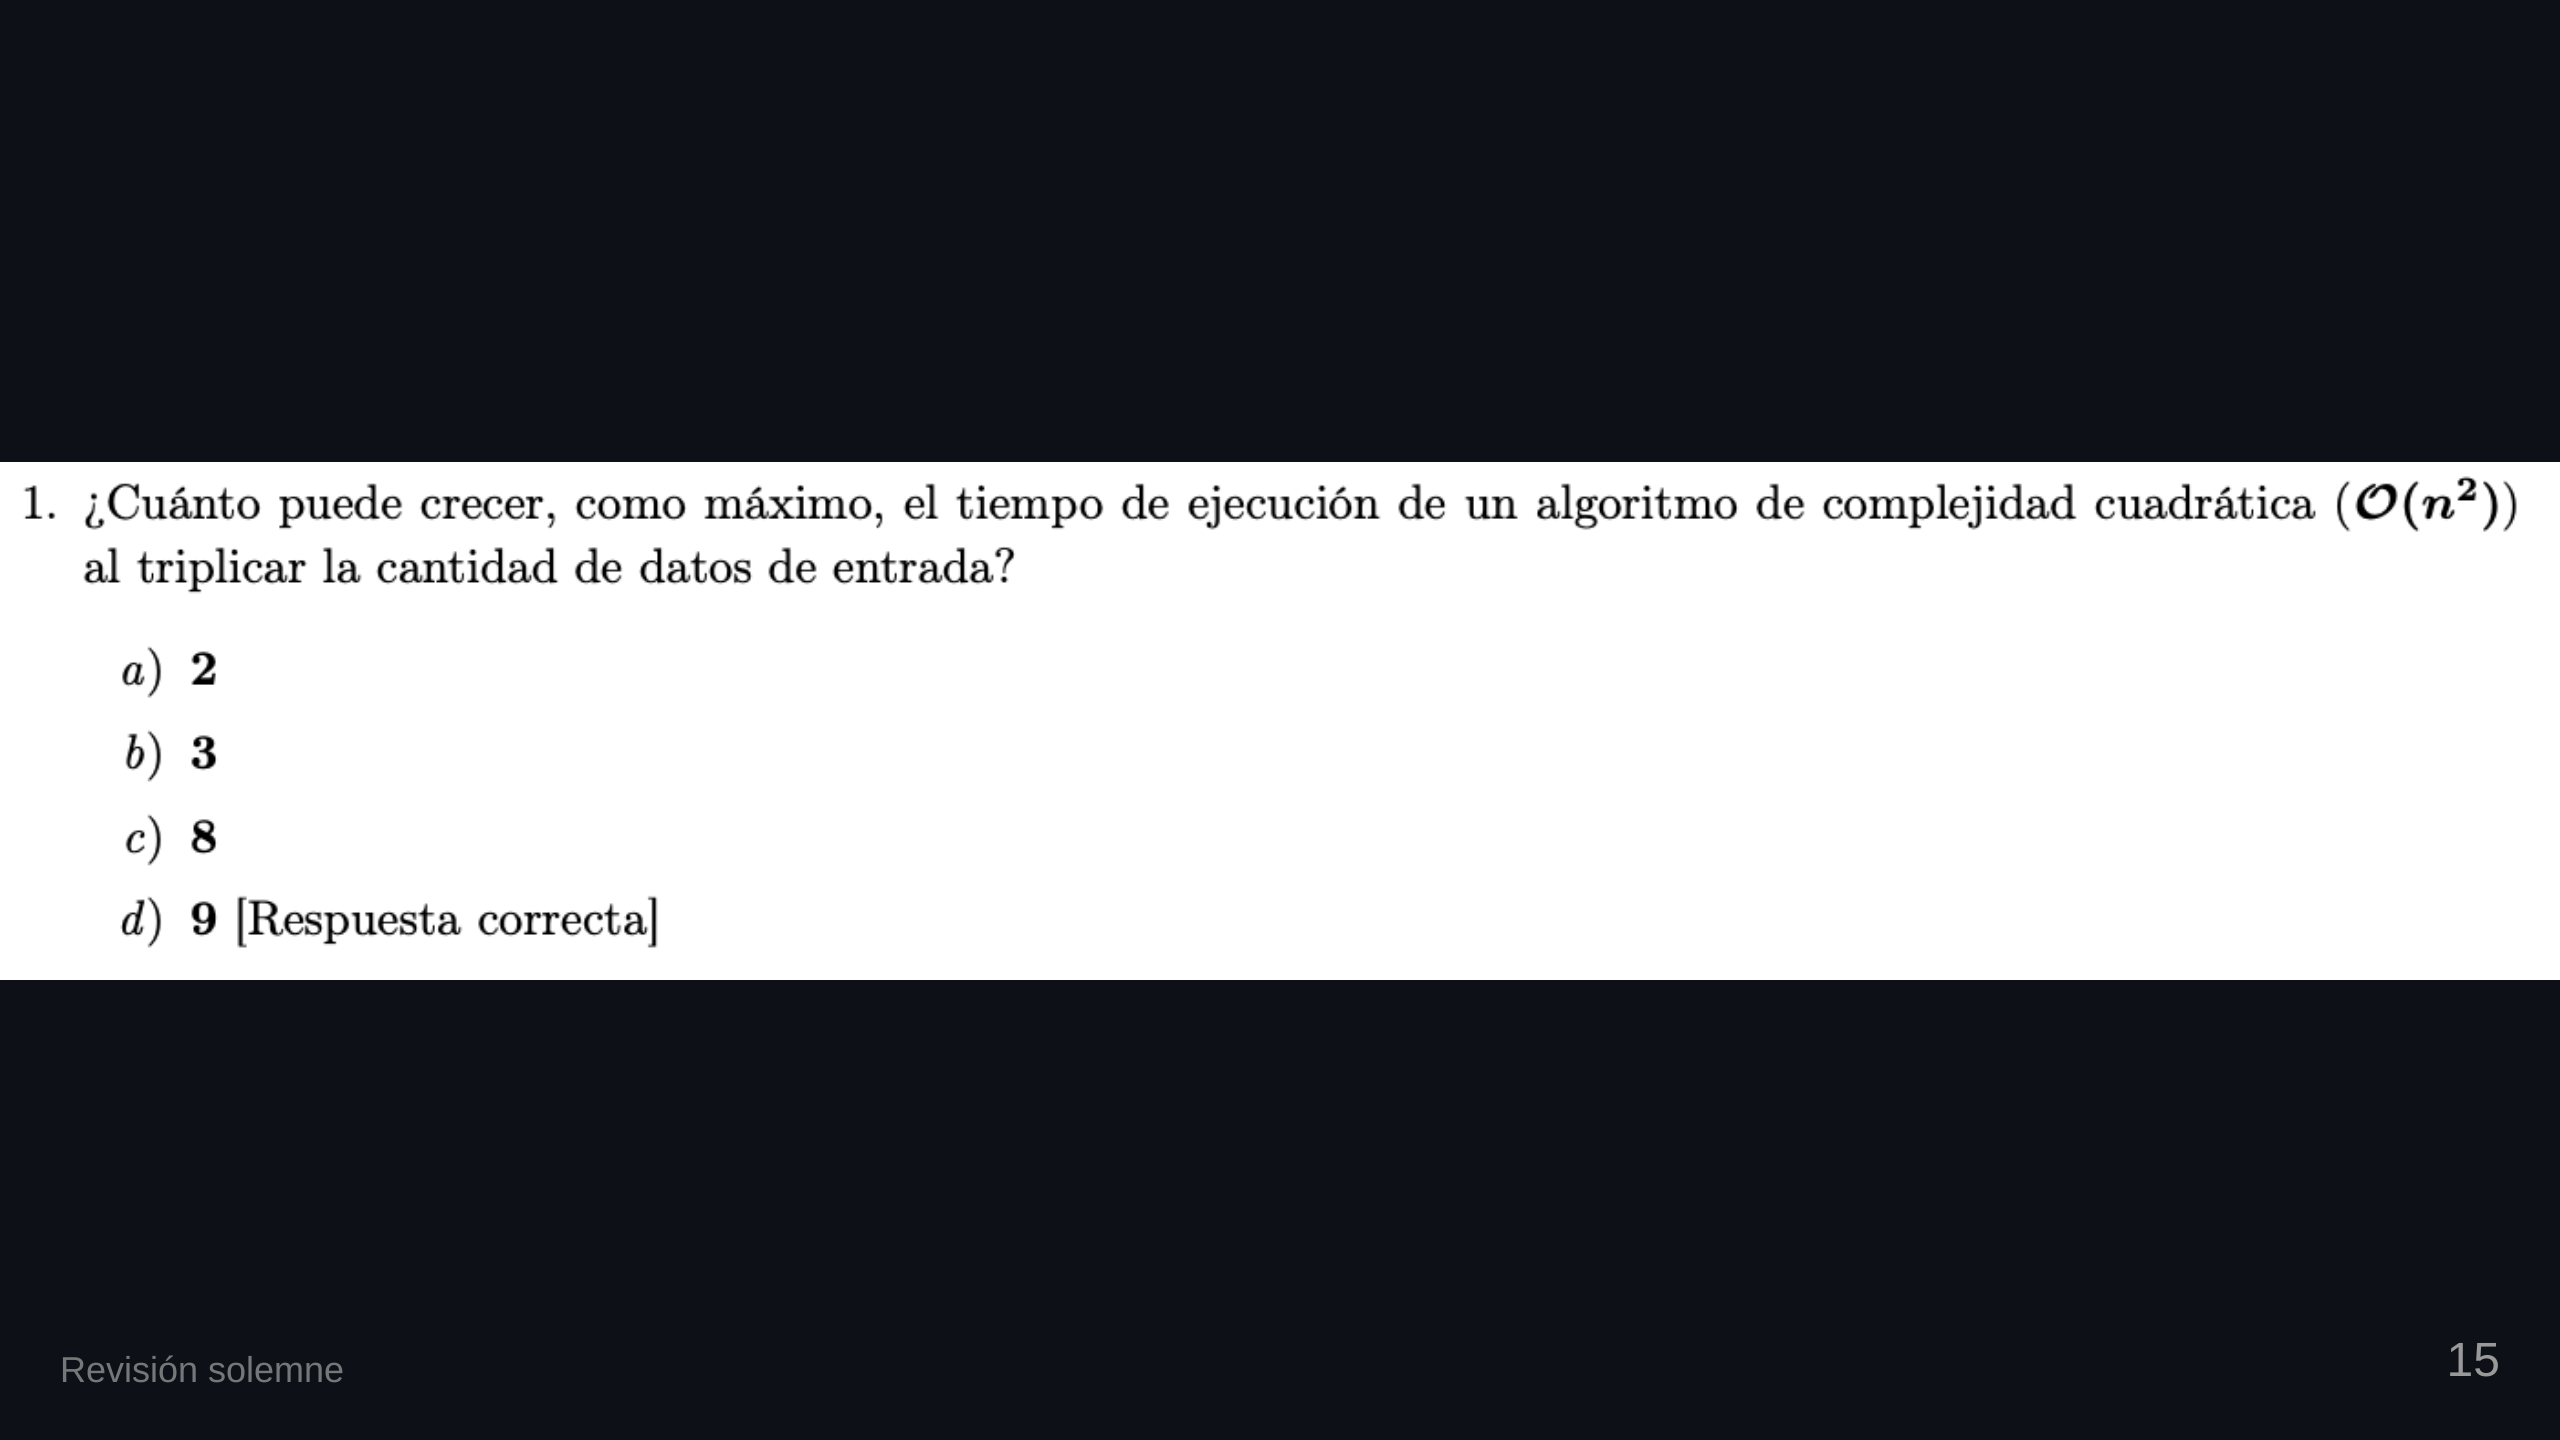 1. ¿Cuánto puede crecer, como máximo, el tiempo de ejecución de un algoritmo de complejidad cuadrática (𝒪(n²))
al triplicar la cantidad de datos de entrada?
a) 2
b) 3
c) 8
d) 9 [Respuesta correcta]
Revisión solemne
15